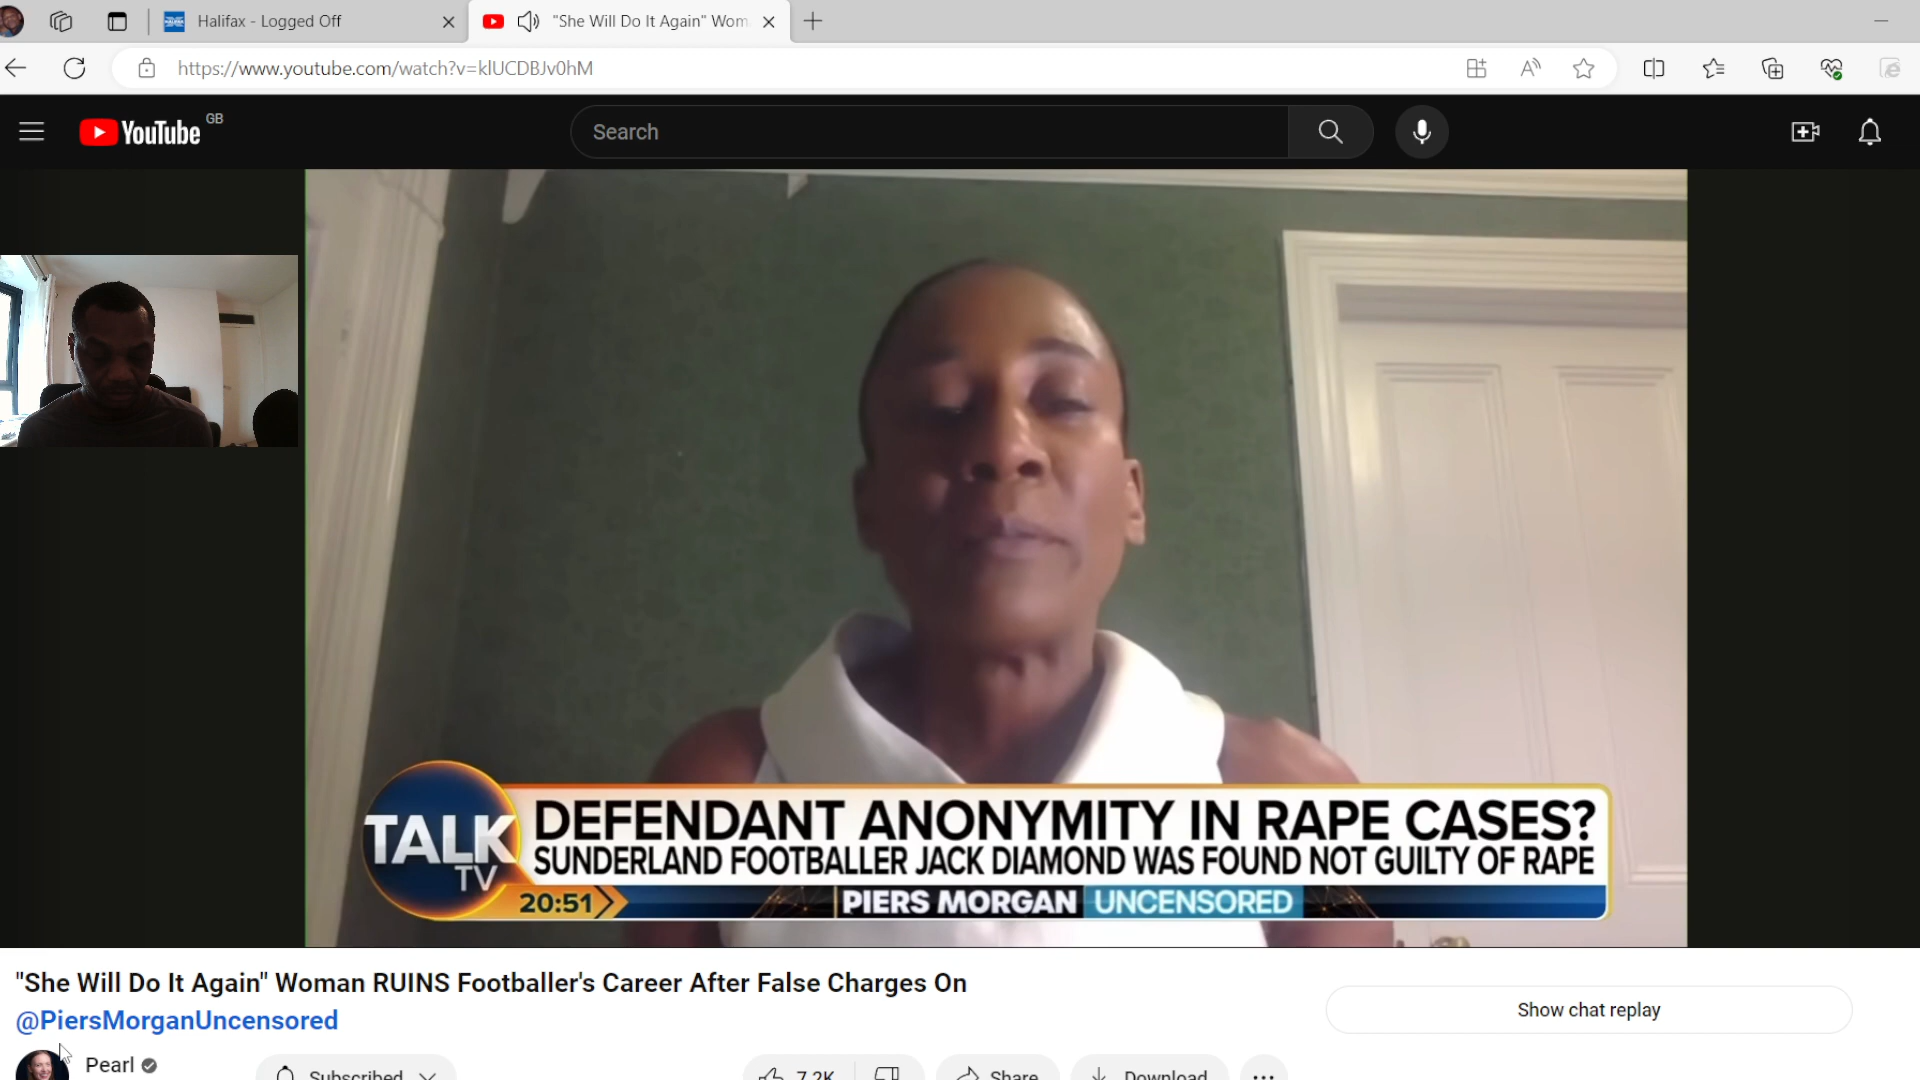 Halifax - Logged Off
"She Will Do It Again" Wom
https://www.youtube.com/watch?v=klUCDBJv0hM
YouTube GB
Search
DEFENDANT ANONYMITY IN RAPE CASES?
TALK TV
SUNDERLAND FOOTBALLER JACK DIAMOND WAS FOUND NOT GUILTY OF RAPE
20:51
PIERS MORGAN UNCENSORED
"She Will Do It Again" Woman RUINS Footballer's Career After False Charges On
@PiersMorganUncensored
Show chat replay
Pearl
Subscribed
7.2K
Share
Download